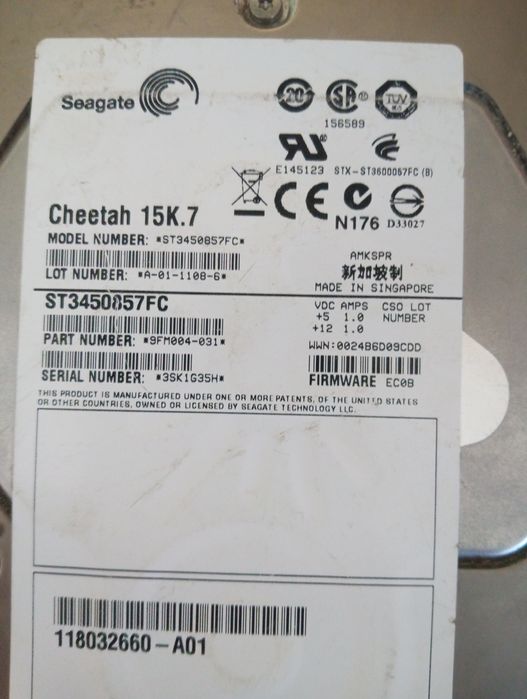 Seagate
156589
E145123 STX-ST3600057FC (B)
N176 D33027
Cheetah 15K.7
MODEL NUMBER: *ST3450857FC*
LOT NUMBER: *A-01-1108-6*
AMKSPR
新加坡制
MADE IN SINGAPORE
ST3450857FC
VDC AMPS CSO LOT
+5 1.0 NUMBER
+12 1.0
PART NUMBER: *9FM004-031*
WWN:0024B6D09CDD
SERIAL NUMBER: *3SK1G35H*
FIRMWARE EC0B
THIS PRODUCT IS MANUFACTURED UNDER ONE OR MORE PATENTS, OF THE UNITED STATES
OR OTHER COUNTRIES, OWNED OR LICENSED BY SEAGATE TECHNOLOGY LLC.
118032660-A01